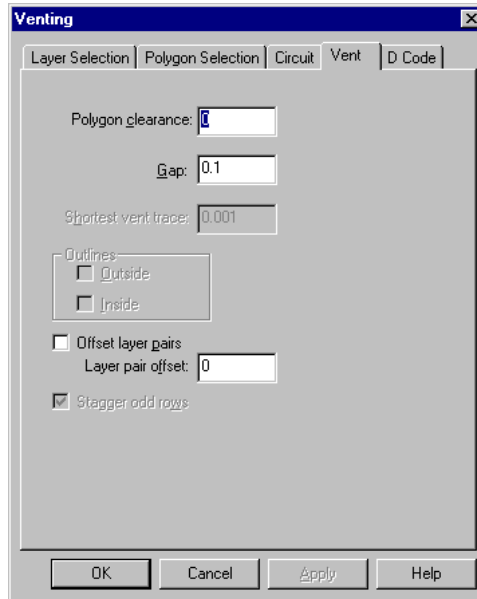 Venting
Layer Selection Polygon Selection Circuit Vent D Code
Polygon clearance: 0
Gap: 0.1
Shortest vent trace: 0.001
Outlines
Outside
Inside
Offset layer pairs
Layer pair offset: 0
Stagger odd rows
OK Cancel Apply Help